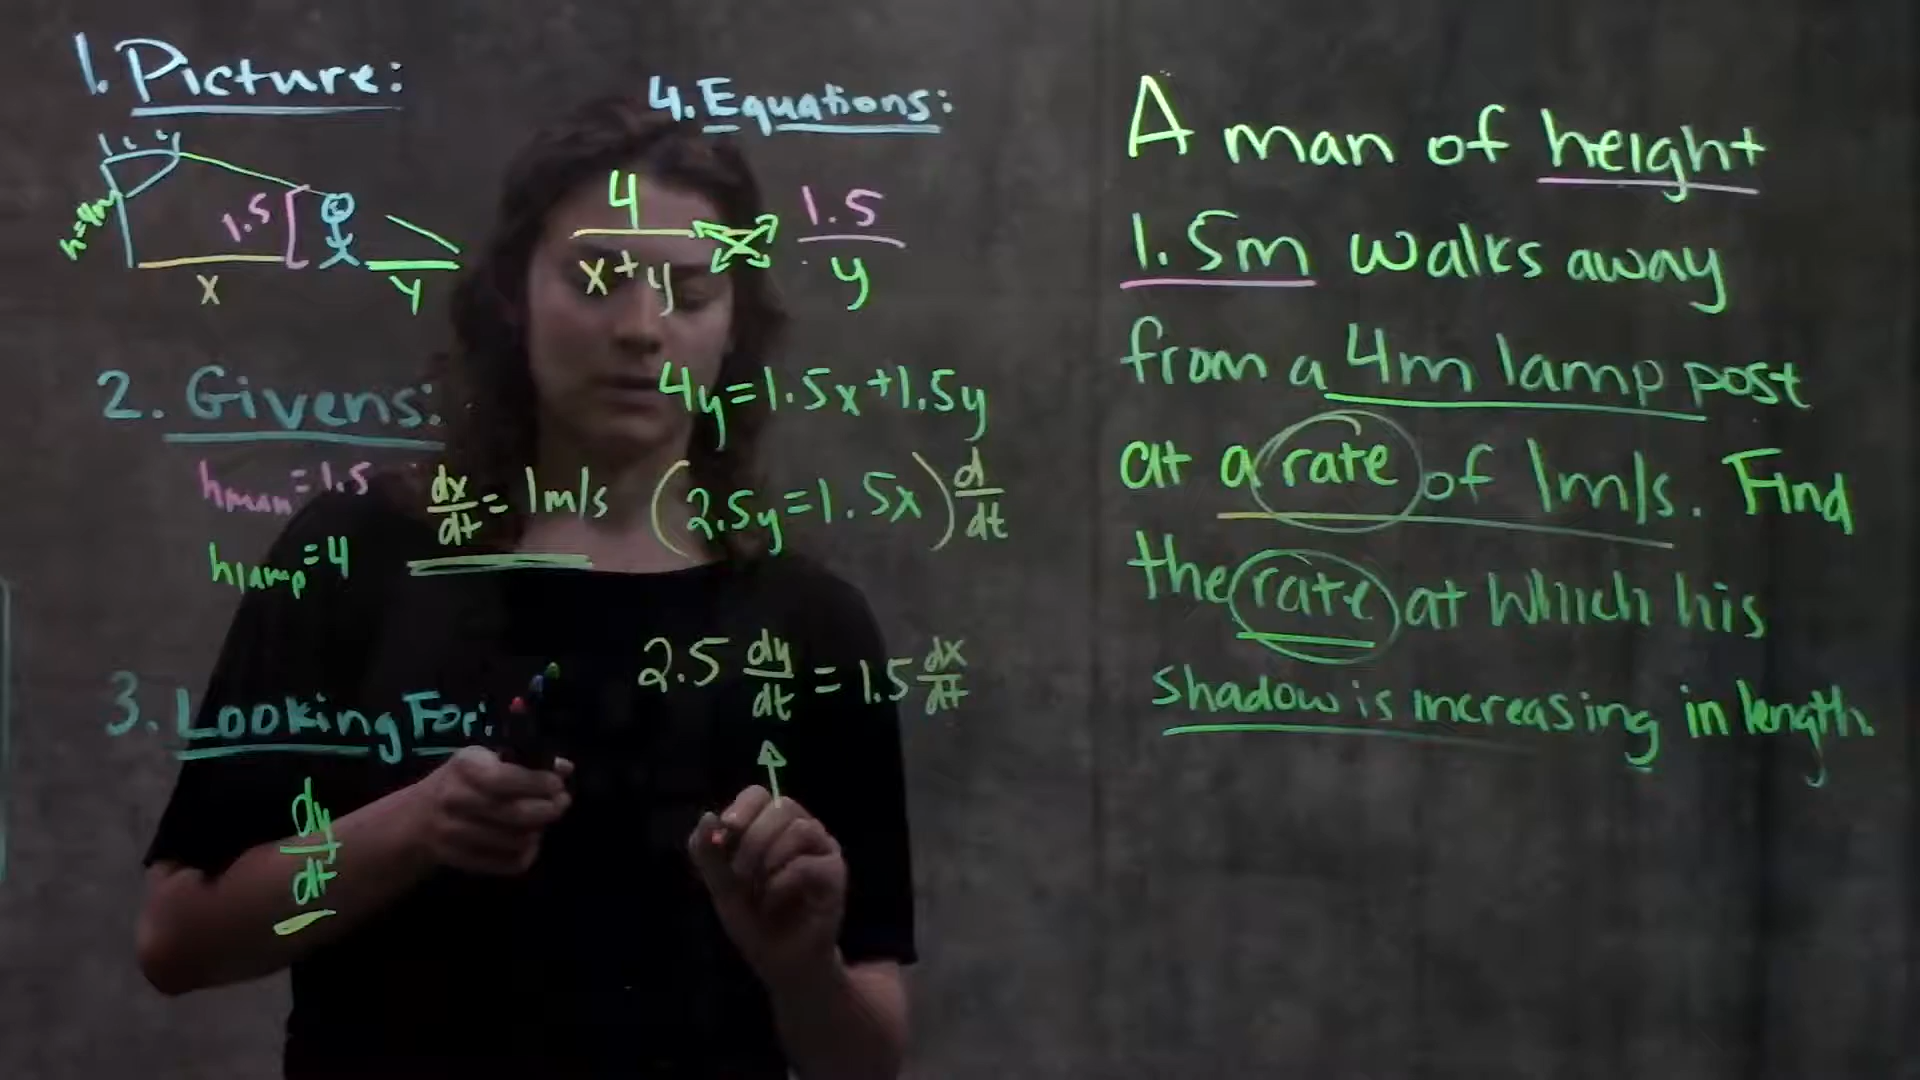 1. Picture:
h=4m
1.5
x
y
2. Givens:
hman=1.5
hlamp=4
dx/dt = 1m/s
3. Looking For:
dy/dt
4. Equations:
4/x+y 1.5/y
4y=1.5x+1.5y
(2.5y=1.5x) d/dt
2.5 dy/dt = 1.5 dx/dt
A man of height
1.5m walks away
from a 4m lamp post
at a rate of 1m/s. Find
the rate at which his
shadow is increasing in length.